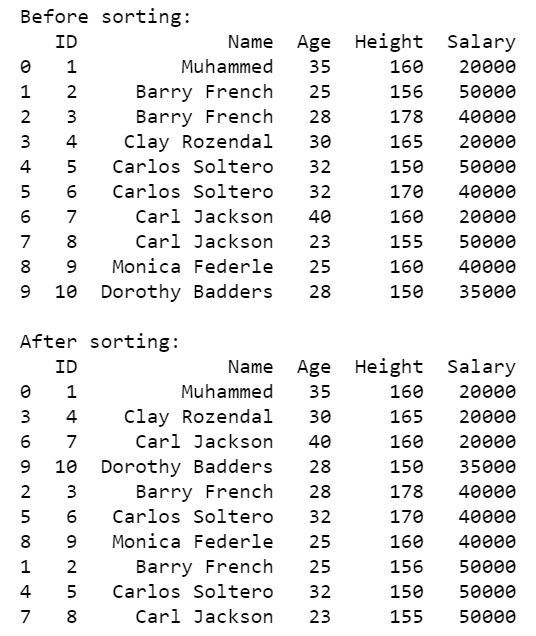 Before sorting:
   ID             Name  Age  Height  Salary
0   1         Muhammed   35     160   20000
1   2     Barry French   25     156   50000
2   3     Barry French   28     178   40000
3   4    Clay Rozendal   30     165   20000
4   5   Carlos Soltero   32     150   50000
5   6   Carlos Soltero   32     170   40000
6   7     Carl Jackson   40     160   20000
7   8     Carl Jackson   23     155   50000
8   9   Monica Federle   25     160   40000
9  10  Dorothy Badders   28     150   35000

After sorting:
   ID             Name  Age  Height  Salary
0   1         Muhammed   35     160   20000
3   4    Clay Rozendal   30     165   20000
6   7     Carl Jackson   40     160   20000
9  10  Dorothy Badders   28     150   35000
2   3     Barry French   28     178   40000
5   6   Carlos Soltero   32     170   40000
8   9   Monica Federle   25     160   40000
1   2     Barry French   25     156   50000
4   5   Carlos Soltero   32     150   50000
7   8     Carl Jackson   23     155   50000